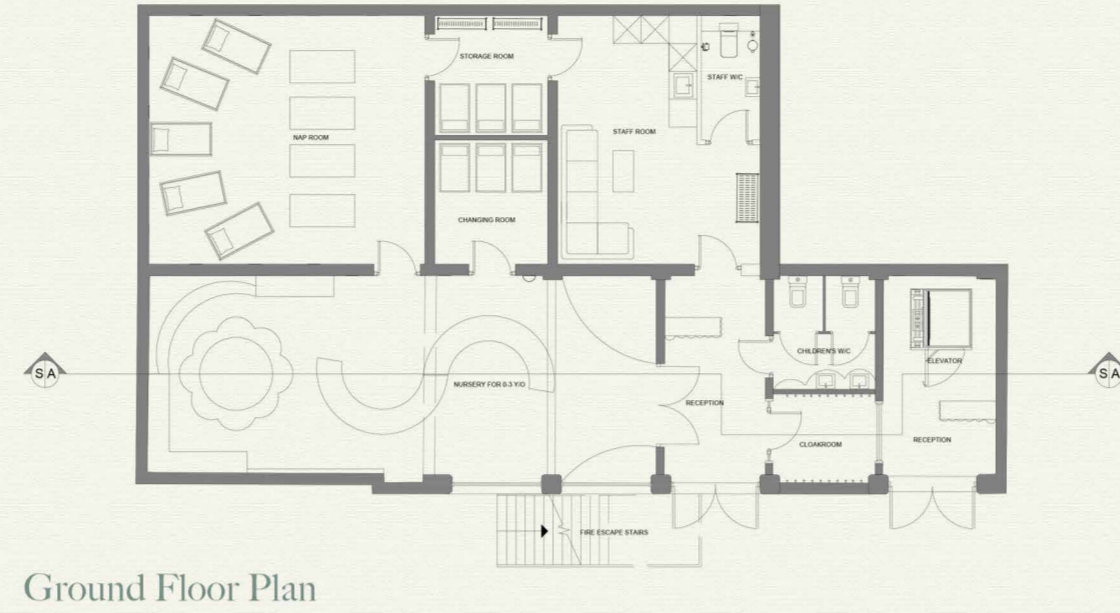 STORAGE ROOM
STAFF W/C
NAP ROOM
STAFF ROOM
CHANGING ROOM
CHILDREN'S W/C
ELEVATOR
SA
SA
NURSERY FOR 0-3 Y/O
RECEPTION
CLOAKROOM
RECEPTION
FIRE ESCAPE STAIRS
Ground Floor Plan